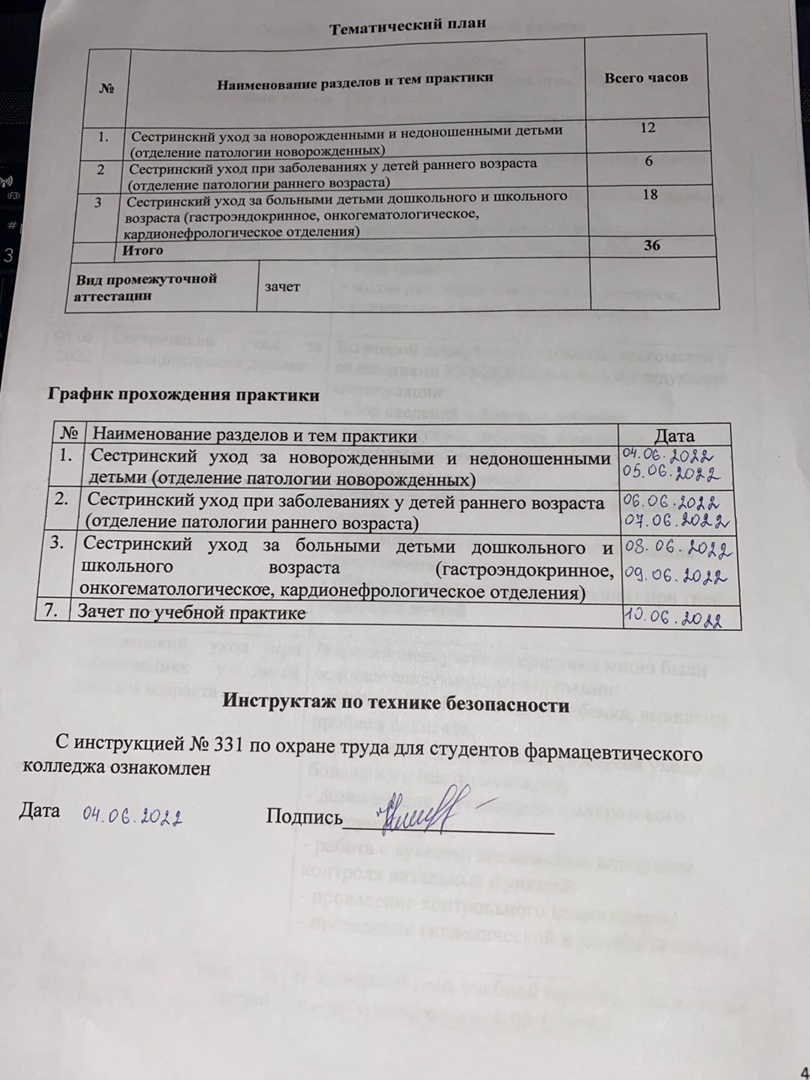 Тематический план
№ Наименование разделов и тем практики Всего часов
1. Сестринский уход за новорожденными и недоношенными детьми 12
(отделение патологии новорожденных)
2 Сестринский уход при заболеваниях у детей раннего возраста 6
(отделение патологии раннего возраста)
3 Сестринский уход за больными детьми дошкольного и школьного 18
возраста (гастроэндокринное, онкогематологическое,
кардионефрологическое отделения)
Итого 36
Вид промежуточной
аттестации
зачет
График прохождения практики
№ Наименование разделов и тем практики Дата
1. Сестринский уход за новорожденными и недоношенными 04.06.2022
детьми (отделение патологии новорожденных) 05.06.2022
2. Сестринский уход при заболеваниях у детей раннего возраста 06.06.2022
(отделение патологии раннего возраста) 07.06.2022
3. Сестринский уход за больными детьми дошкольного и 08.06.2022
школьного возраста (гастроэндокринное, 09.06.2022
онкогематологическое, кардионефрологическое отделения)
7. Зачет по учебной практике 10.06.2022
Инструктаж по технике безопасности
С инструкцией № 331 по охране труда для студентов фармацевтического
колледжа ознакомлен
Дата 04.06.2022 Подпись
4
(F3)
#
3